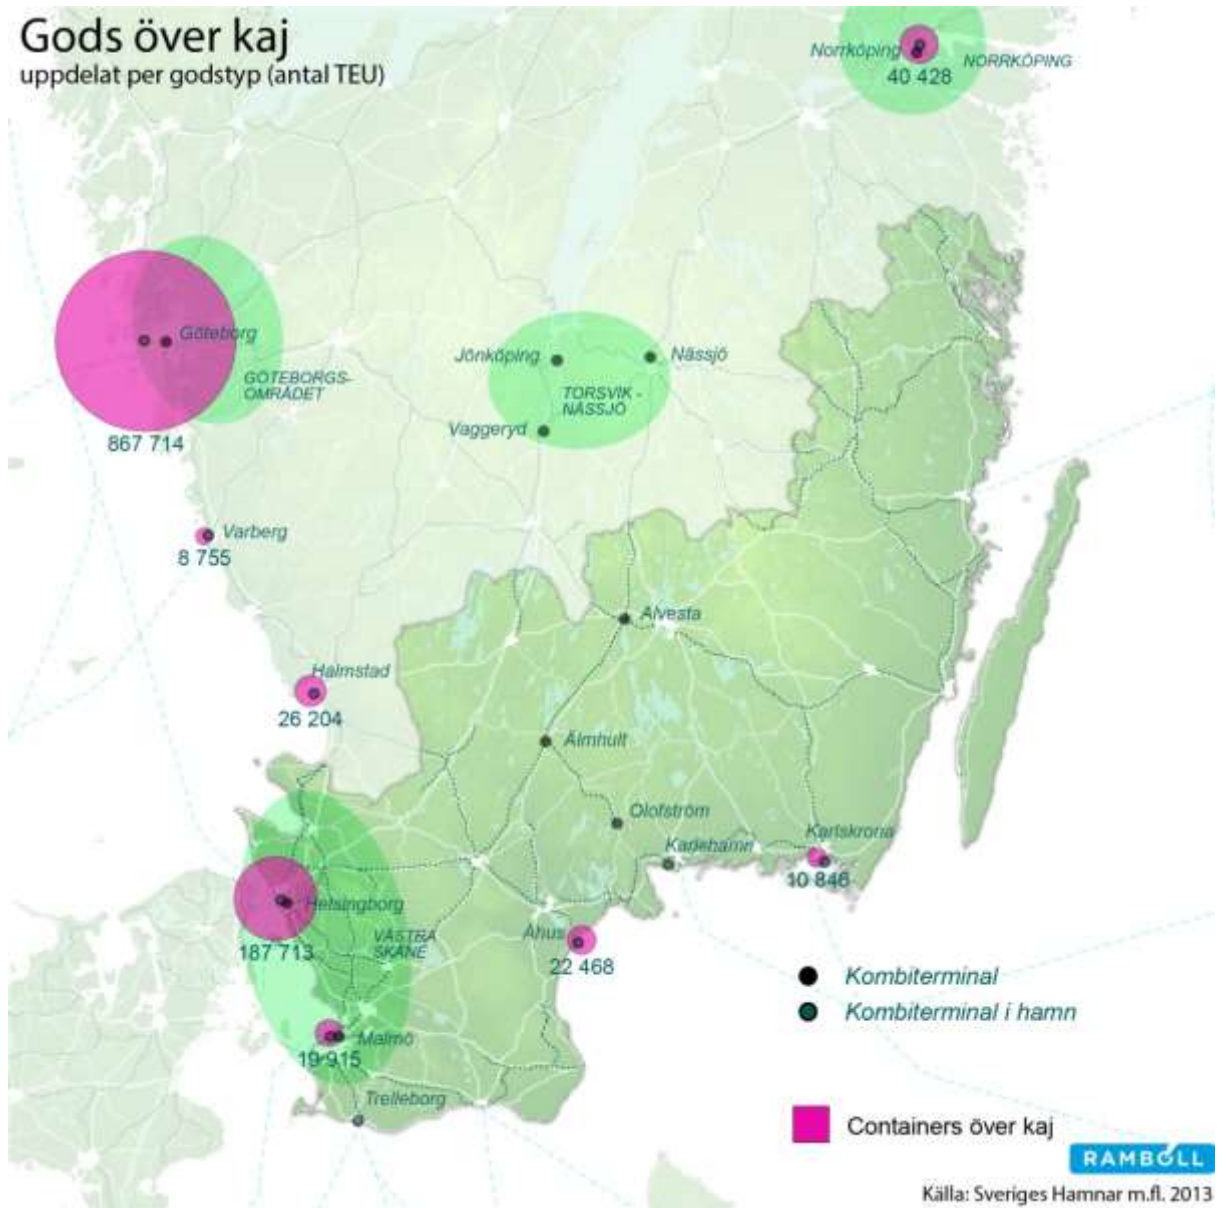 Gods över kaj
uppdelat per godstyp (antal TEU)
Norrköping
NORRKÖPING
40 428
Göteborg
GÖTEBORGS-
OMRÅDET
867 714
Jönköping
Nässjö
TORSVIK -
NÄSSJÖ
Vaggeryd
Varberg
8 755
Alvesta
Halmstad
26 204
Älmhult
Olofström
Karlshamn
Karlskrona
10 846
Helsingborg
187 713
VÄSTRA
SKÅNE
Åhus
22 468
Kombiterminal
Kombiterminal i hamn
Malmö
19 915
Trelleborg
Containers över kaj
RAMBOLL
Källa: Sveriges Hamnar m.fl. 2013